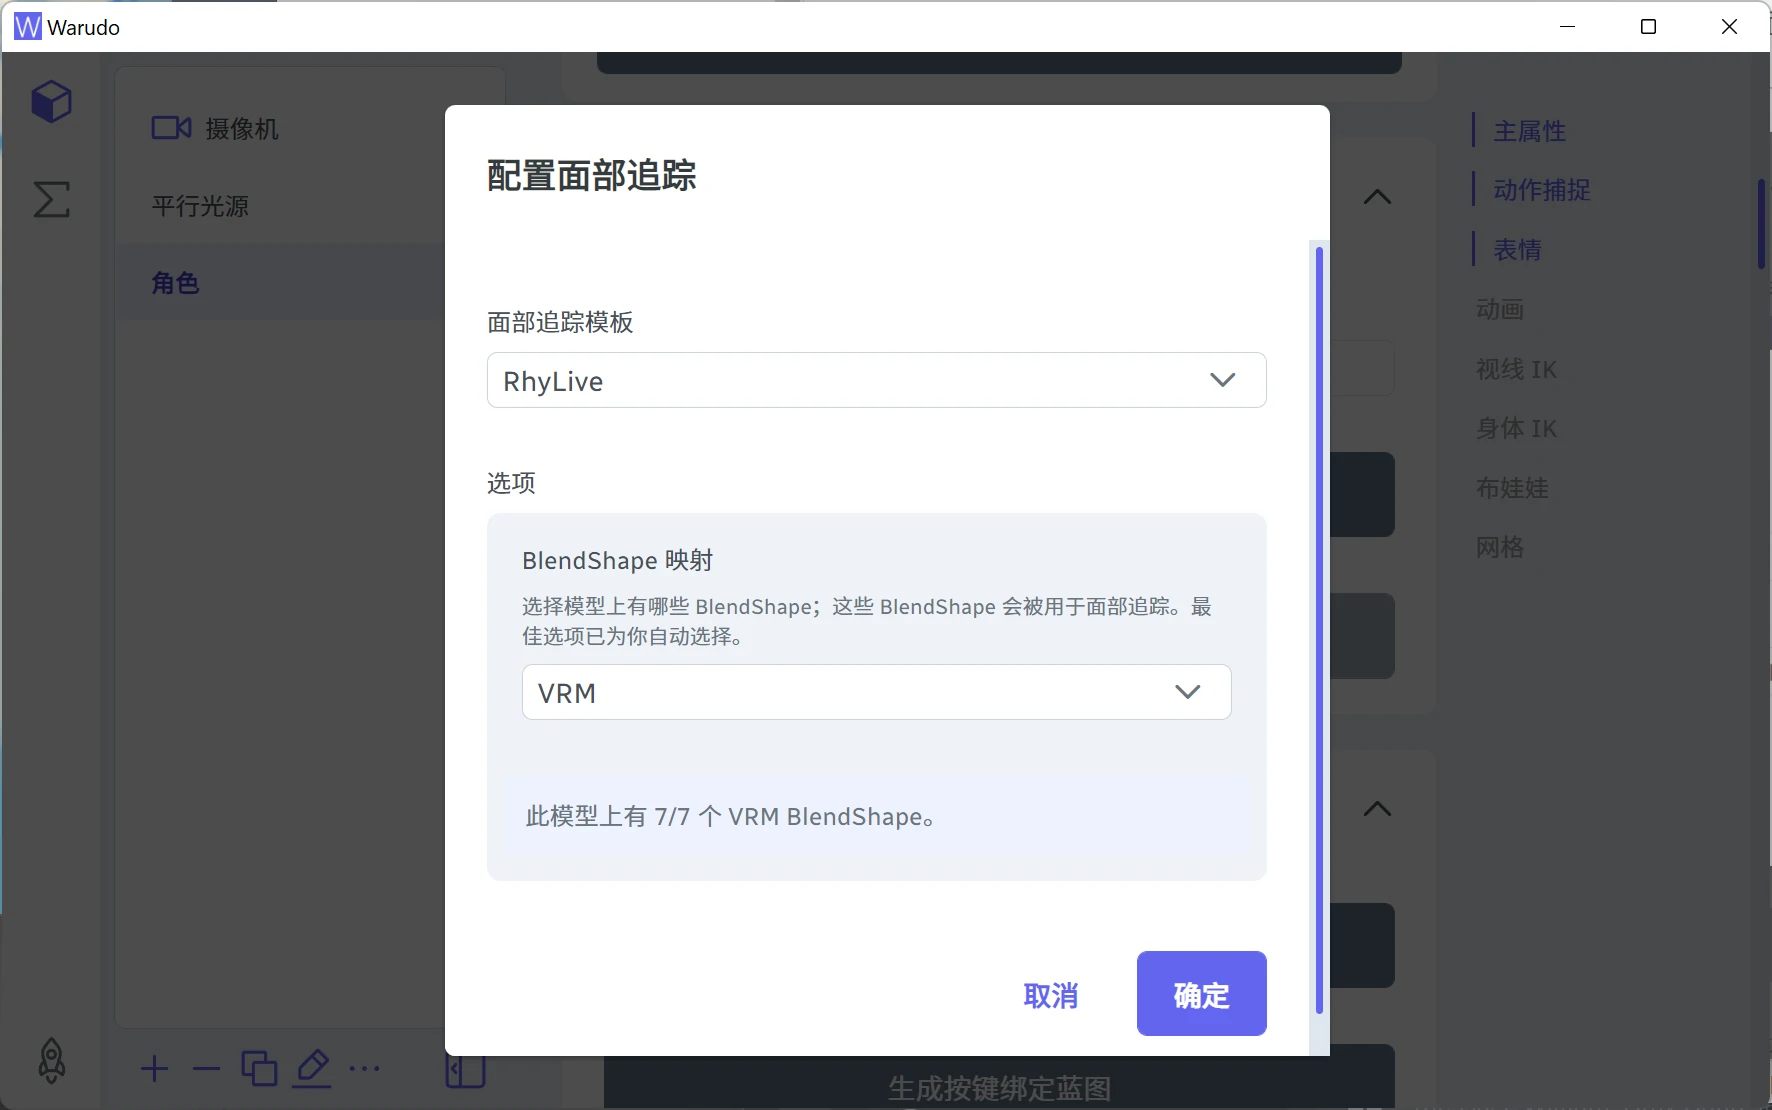 Warudo
摄像机
平行光源
角色
配置面部追踪
面部追踪模板
RhyLive
选项
BlendShape 映射
选择模型上有哪些 BlendShape；这些 BlendShape 会被用于面部追踪。最
佳选项已为你自动选择。
VRM
此模型上有 7/7 个 VRM BlendShape。
取消
确定
主属性
动作捕捉
表情
动画
视线 IK
身体 IK
布娃娃
网格
生成按键绑定蓝图